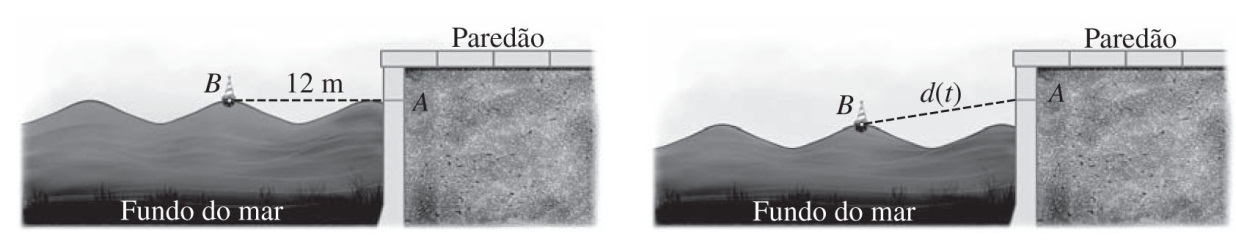 Paredão
B
12 m
A
Fundo do mar
Paredão
B
d(t)
A
Fundo do mar